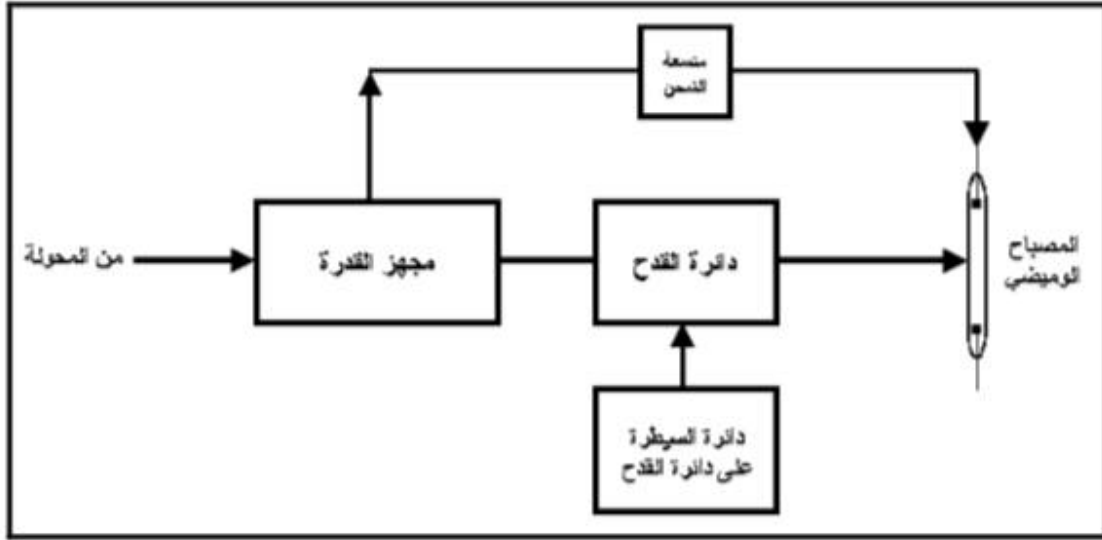 متسعة
الشحن
من المحولة
مجهز القدرة
دائرة القدح
المصباح
الوميضي
دائرة السيطرة
على دائرة القدح